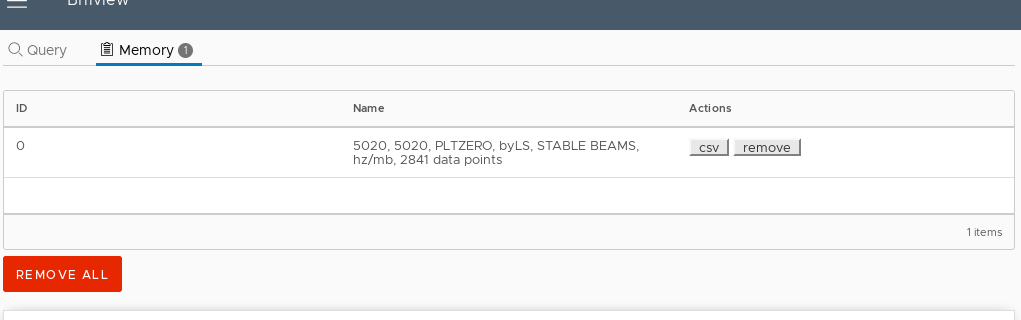 Query
Memory 1
ID Name Actions
0 5020, 5020, PLTZERO, byLS, STABLE BEAMS, csv remove
hz/mb, 2841 data points
1 items
REMOVE ALL